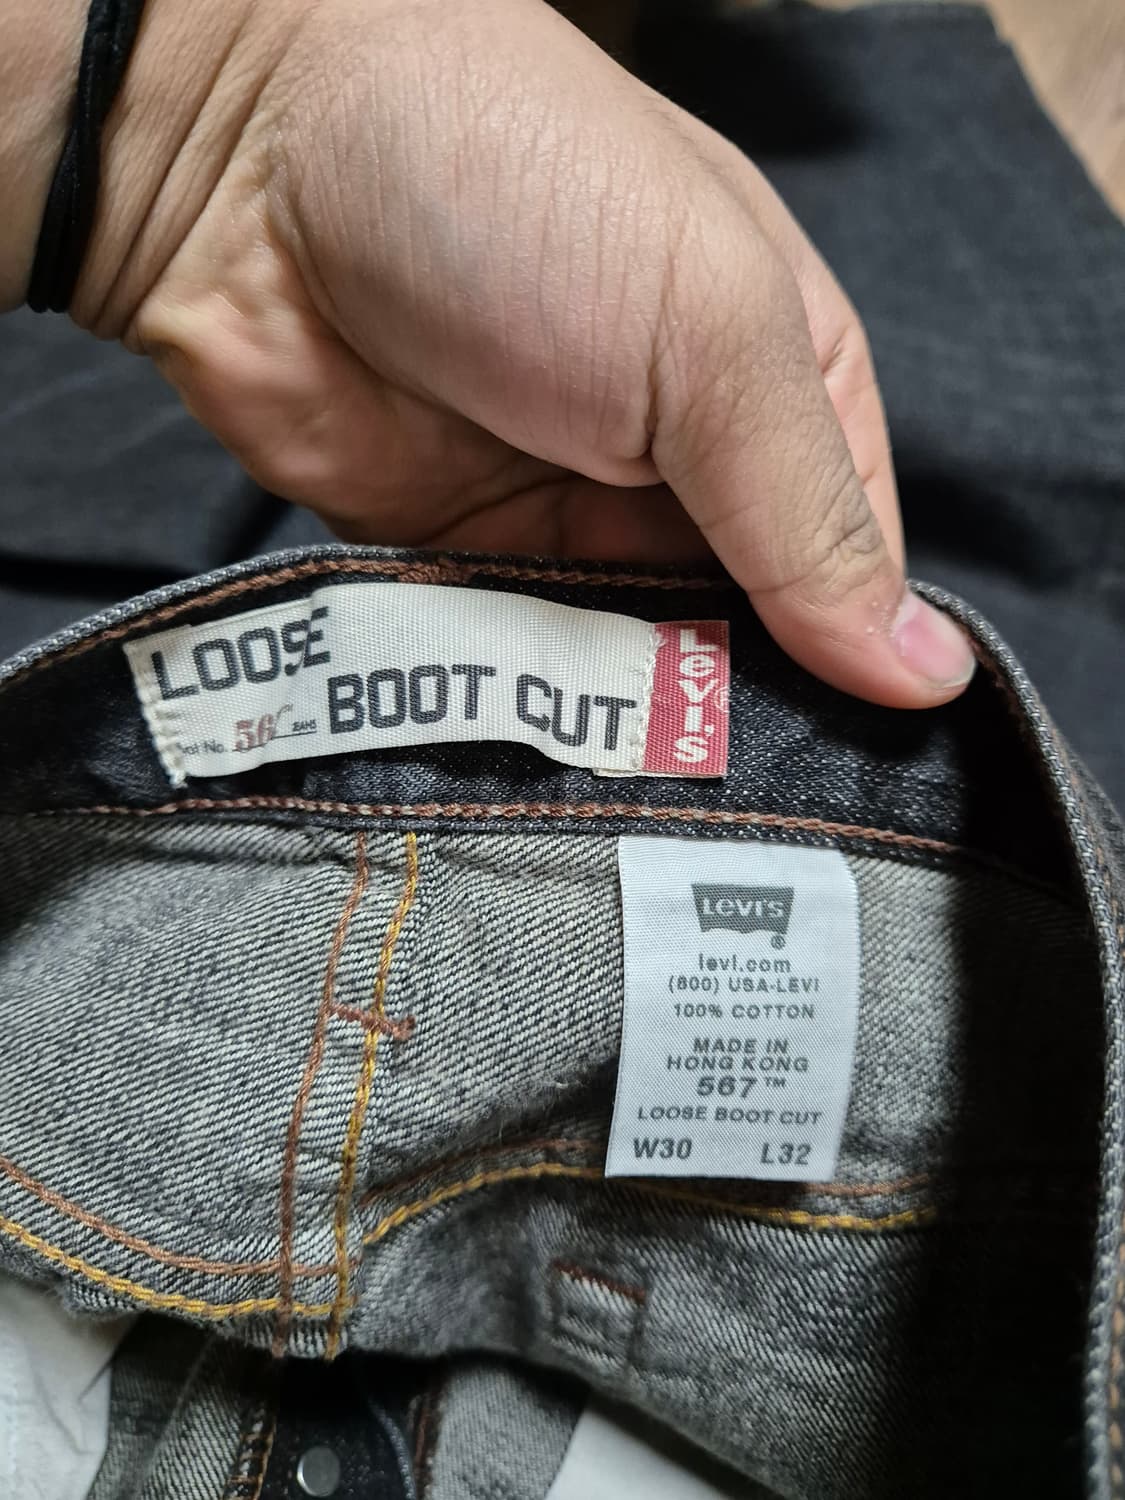 LOOSE
BOOT CUT
Lot No. 567 JEANS
Levi's
Levi's
®
levi.com
(800) USA-LEVI
100% COTTON
MADE IN
HONG KONG
567™
LOOSE BOOT CUT
W30 L32